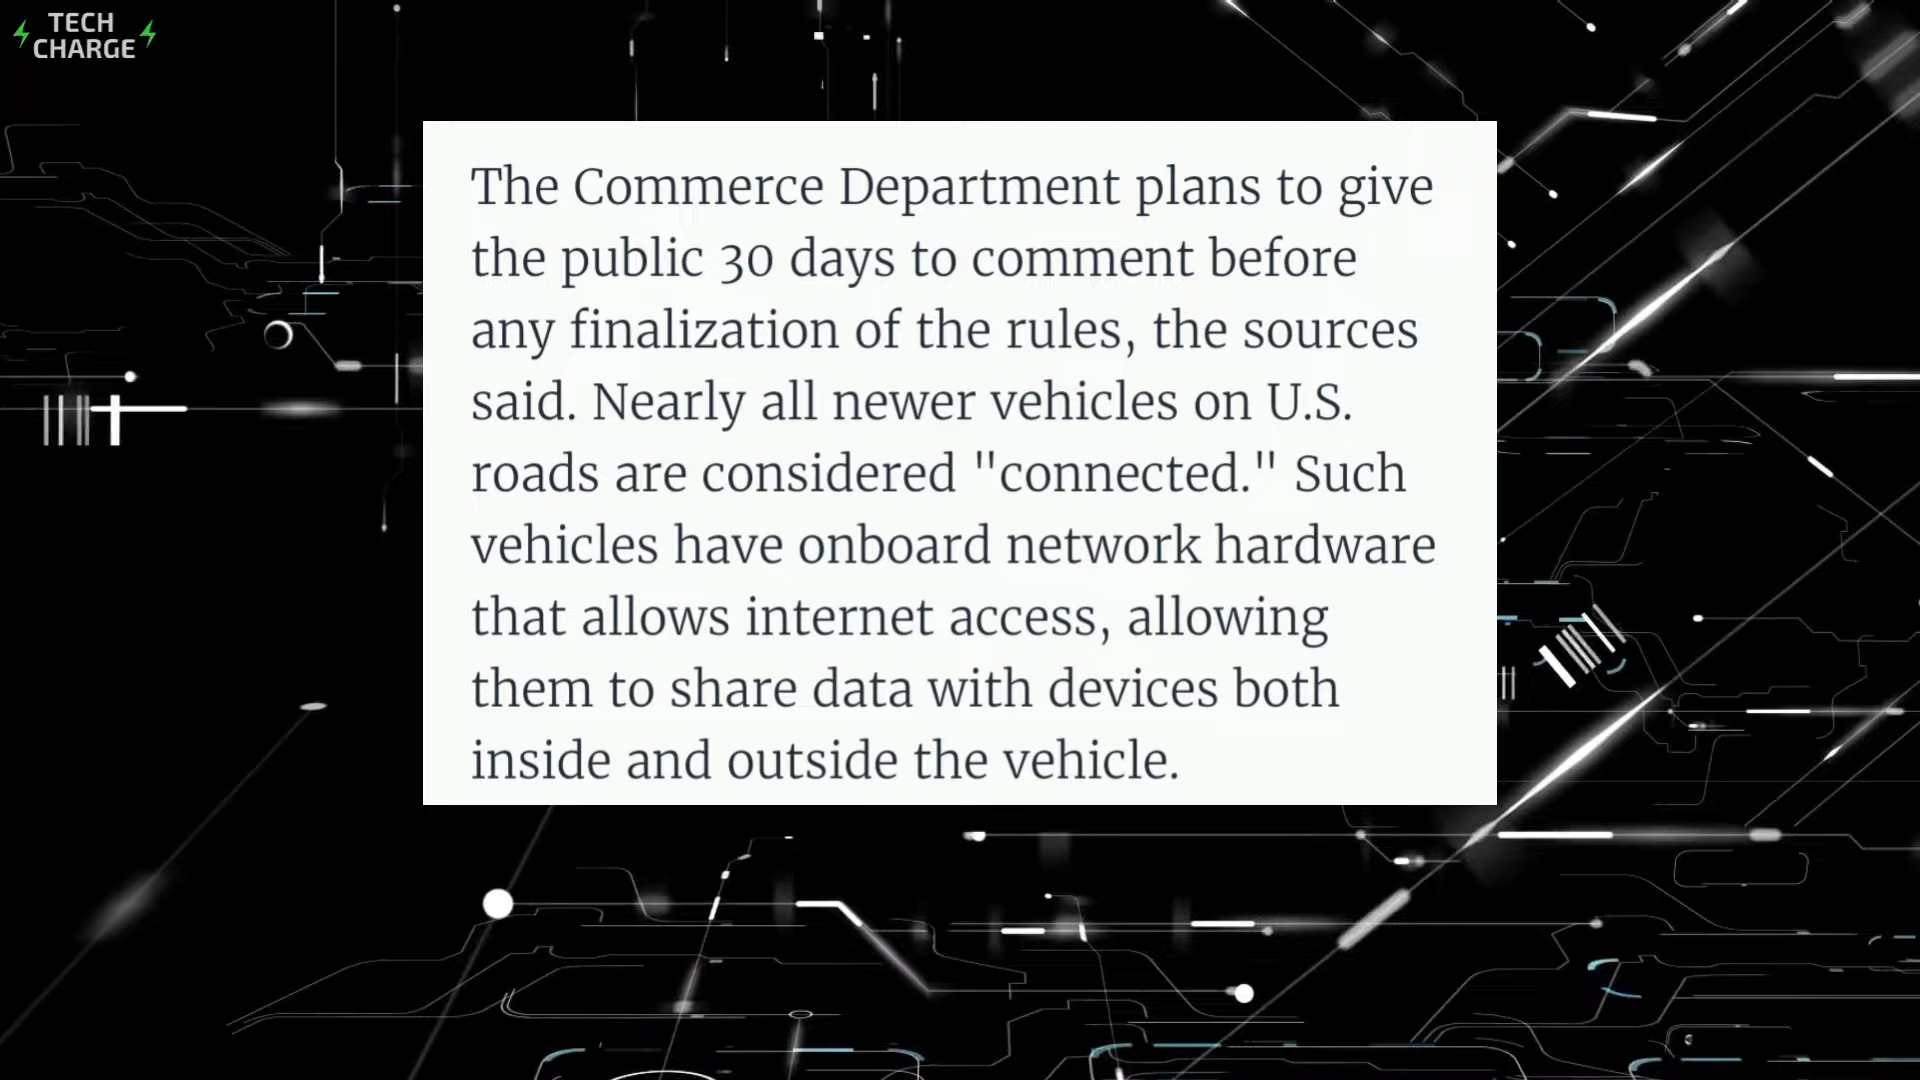 TECH
CHARGE
The Commerce Department plans to give
the public 30 days to comment before
any finalization of the rules, the sources
said. Nearly all newer vehicles on U.S.
roads are considered "connected." Such
vehicles have onboard network hardware
that allows internet access, allowing
them to share data with devices both
inside and outside the vehicle.